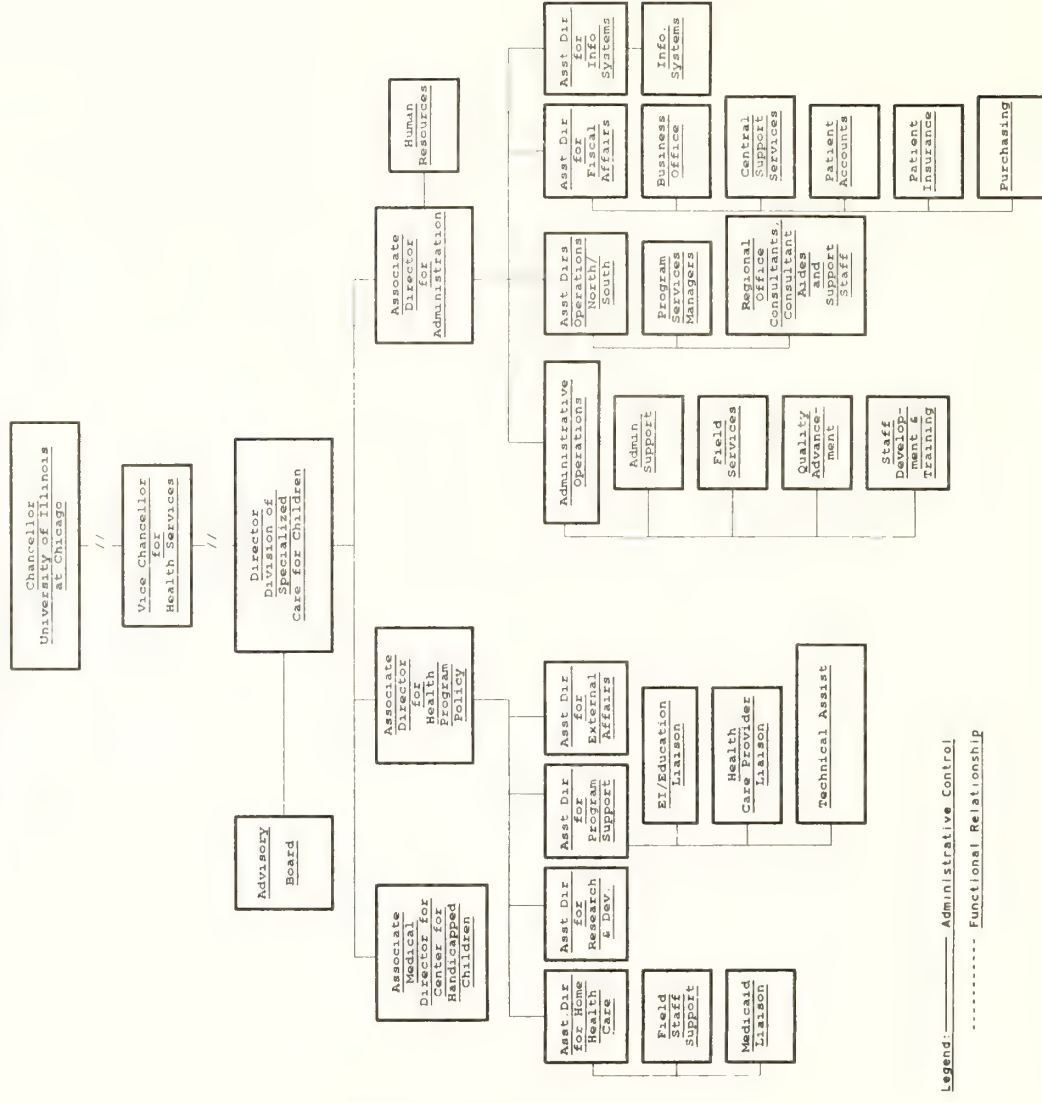 Chancellor
University of Illinois
at Chicago
//
Vice Chancellor
for
Health Services
//
Director
Division of
Specialized
Care for Children
Advisory
Board
Associate
Medical
Director for
Center for
Handicapped
Children
Associate
Director
for
Health
Program
Policy
Associate
Director
for
Administration
Human
Resources
Asst. Dir
for Home
Health
Care
Field
Staff
Support
Medicaid
Liaison
Asst Dir
for
Research
& Dev.
Asst Dir
for
Program
Support
EI/Education
Liaison
Health
Care Provider
Liaison
Technical Assist
Asst Dir
for
External
Affairs
Administrative
Operations
Admin
Support
Field
Services
Quality
Advance-
ment
Staff
Develop-
ment &
Training
Asst Dirs
Operations
North/
South
Program
Services
Managers
Regional
Office
Consultants,
Consultant
Aides
and
Support
Staff
Asst Dir
for
Fiscal
Affairs
Business
Office
Central
Support
Services
Patient
Accounts
Patient
Insurance
Purchasing
Asst Dir
for
Info
Systems
Info.
Systems
Legend: Administrative Control
Functional Relationship